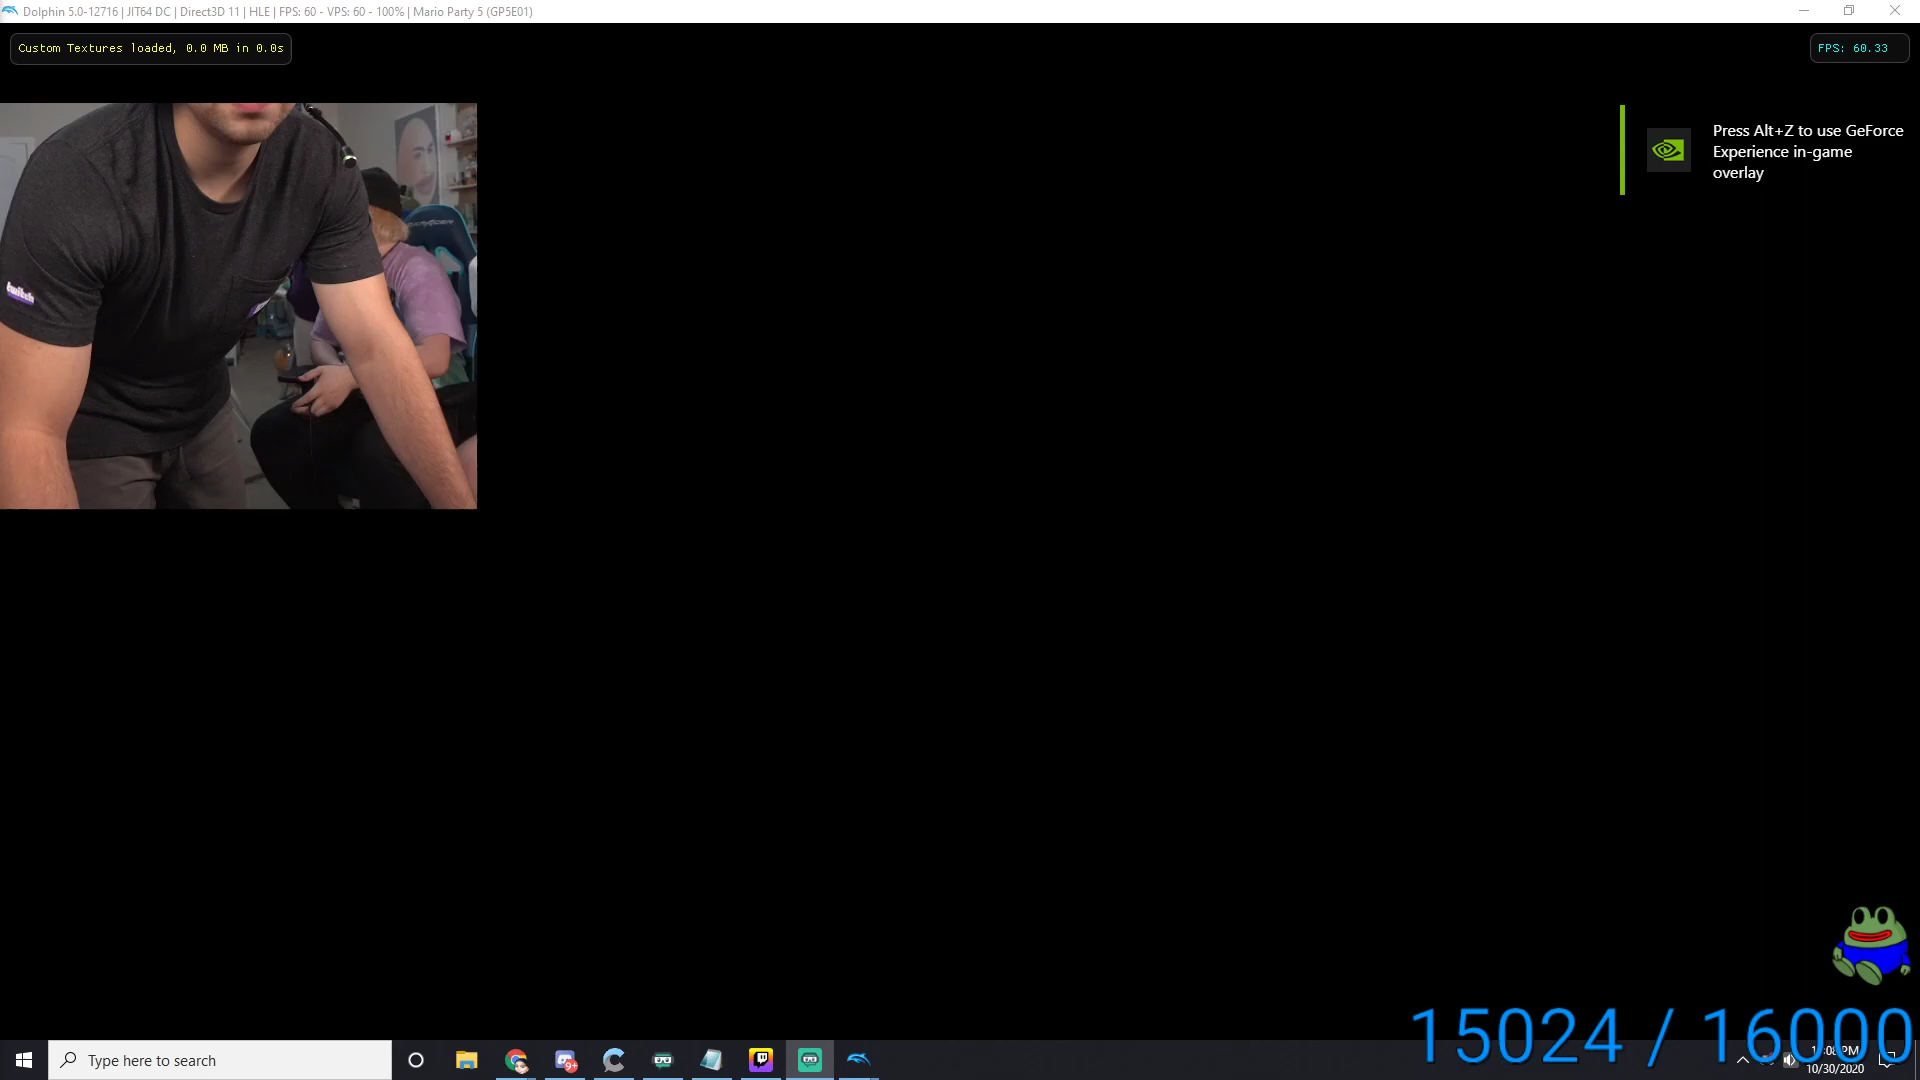 Dolphin 5.0-12716 | JIT64 DC | Direct3D 11 | HLE | FPS: 60 - VPS: 60 - 100% | Mario Party 5 (GP5E01)
Custom Textures loaded, 0.0 MB in 0.0s
FPS: 60.33
Press Alt+Z to use GeForce
Experience in-game
overlay
twitch
15024 / 16000
Type here to search
9+
10/30/2020